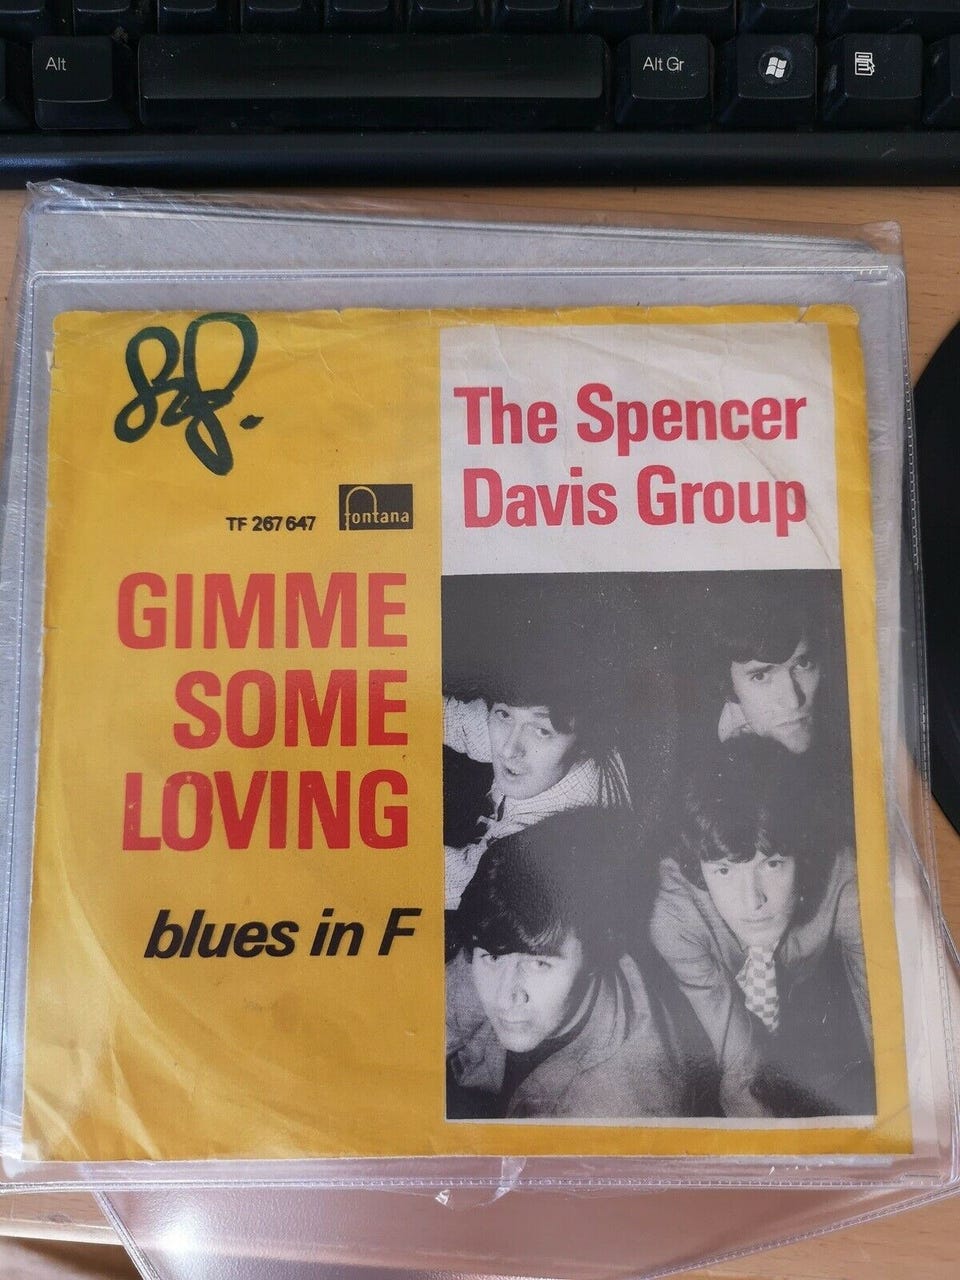 Alt
Alt Gr
The Spencer
Davis Group
TF 267 647
fontana
GIMME
SOME
LOVING
blues in F